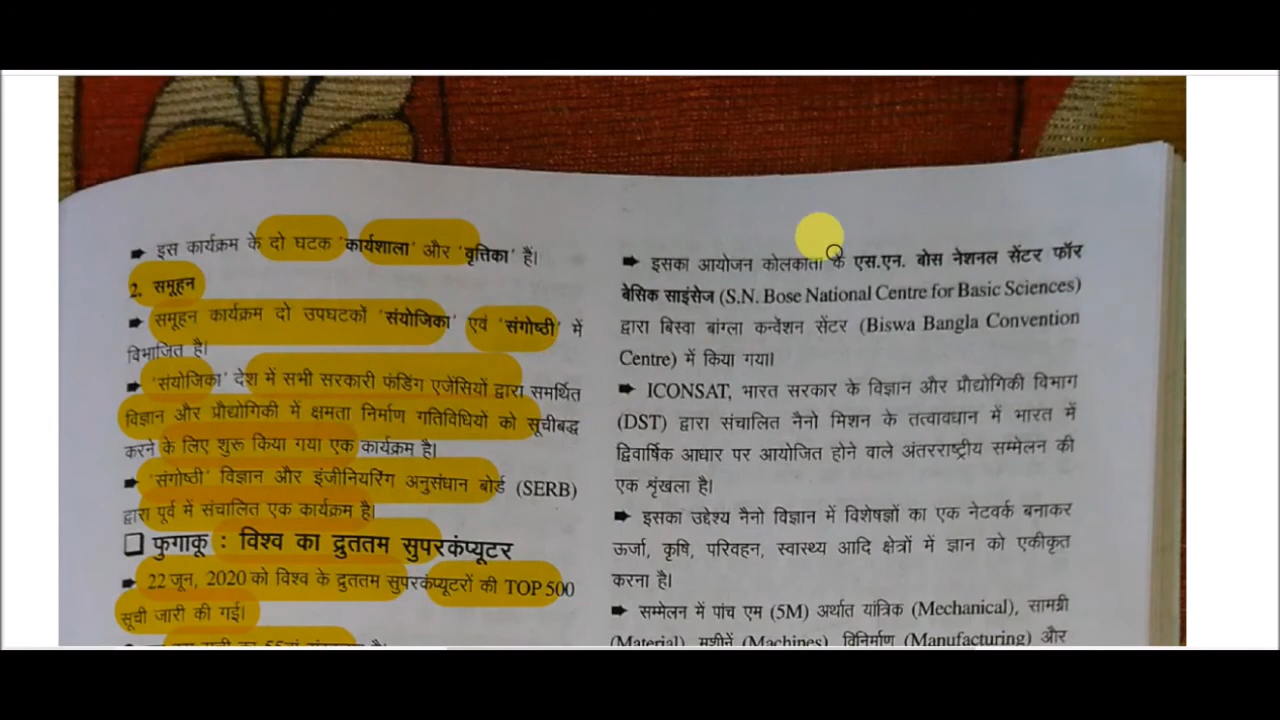 ➡ इस कार्यक्रम के दो घटक 'कार्यशाला' और 'वृत्तिका' हैं।
2. समूहन
➡ समूहन कार्यक्रम दो उपघटकों 'संयोजिका' एवं 'संगोष्ठी' में
विभाजित है।
➡ 'संयोजिका' देश में सभी सरकारी फंडिंग एजेंसियों द्वारा समर्थित
विज्ञान और प्रौद्योगिकी में क्षमता निर्माण गतिविधियों को सूचीबद्ध
करने के लिए शुरू किया गया एक कार्यक्रम है।
➡ 'संगोष्ठी' विज्ञान और इंजीनियरिंग अनुसंधान बोर्ड (SERB)
द्वारा पूर्व में संचालित एक कार्यक्रम है।
❑ फुगाकू : विश्व का द्रुततम सुपरकंप्यूटर
➡ 22 जून, 2020 को विश्व के द्रुततम सुपरकंप्यूटरों की TOP 500
सूची जारी की गई।
➡ इसका आयोजन कोलकाता के एस.एन. बोस नेशनल सेंटर फॉर
बेसिक साइंसेज (S.N. Bose National Centre for Basic Sciences)
द्वारा बिस्वा बांग्ला कन्वेंशन सेंटर (Biswa Bangla Convention
Centre) में किया गया।
➡ ICONSAT, भारत सरकार के विज्ञान और प्रौद्योगिकी विभाग
(DST) द्वारा संचालित नैनो मिशन के तत्वावधान में भारत में
द्विवार्षिक आधार पर आयोजित होने वाले अंतरराष्ट्रीय सम्मेलन की
एक शृंखला है।
➡ इसका उद्देश्य नैनो विज्ञान में विशेषज्ञों का एक नेटवर्क बनाकर
ऊर्जा, कृषि, परिवहन, स्वास्थ्य आदि क्षेत्रों में ज्ञान को एकीकृत
करना है।
➡ सम्मेलन में पांच एम (5M) अर्थात यांत्रिक (Mechanical), सामग्री
(Material), मशीनें (Machines), विनिर्माण (Manufacturing) और